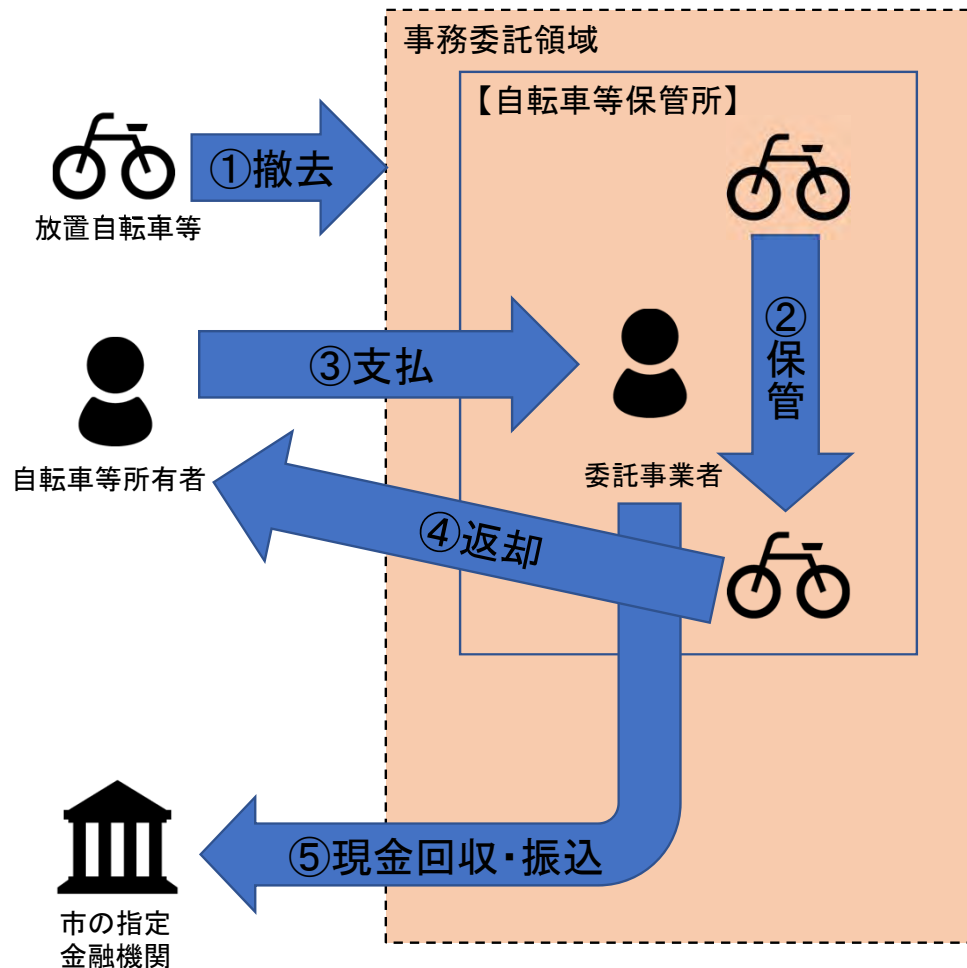 事務委託領域
【自転車等保管所】
①撤去
放置自転車等
②保管
③支払
自転車等所有者
委託事業者
④返却
⑤現金回収・振込
市の指定
金融機関